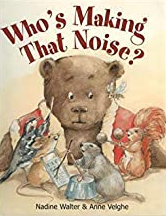 Who's Making
That Noise?
Nadine Walter & Anne Velghe